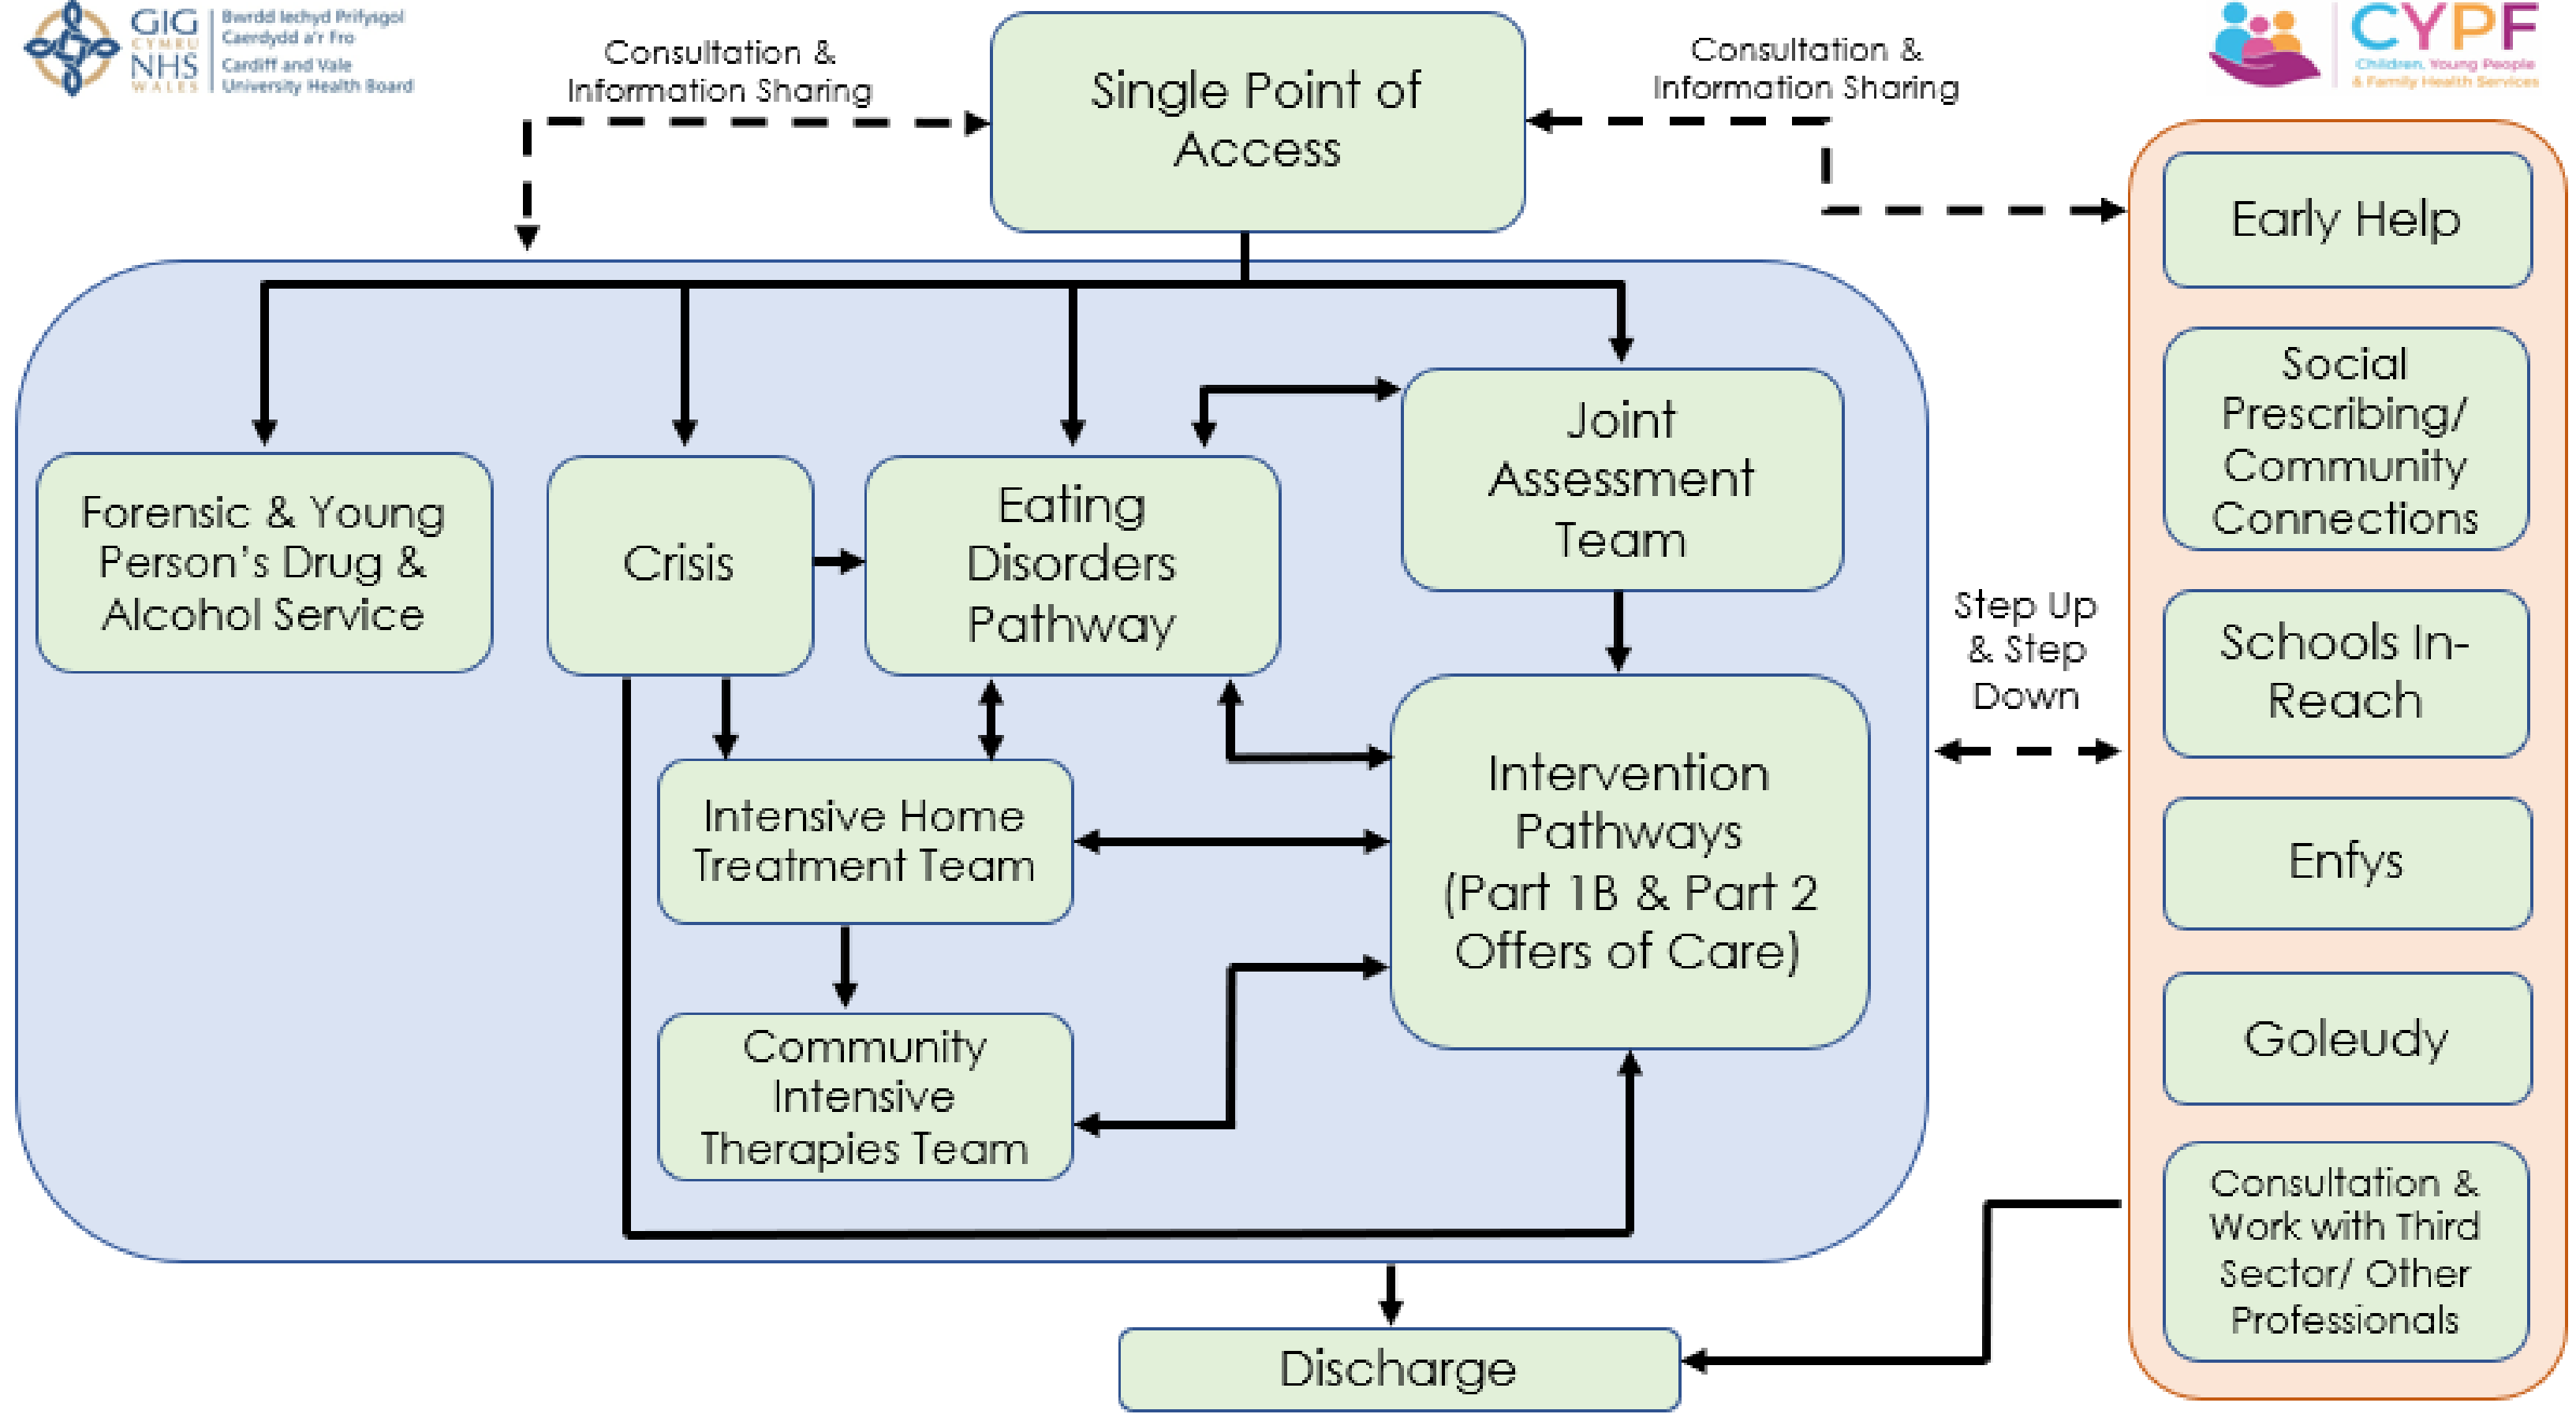 GIG
CYMRU
NHS
WALES
Bwrdd Iechyd Prifysgol
Caerdydd a'r Fro
Cardiff and Vale
University Health Board
Consultation &
Information Sharing
Single Point of
Access
Consultation &
Information Sharing
CYPF
Children, Young People
& Family Health Services
Forensic & Young
Person's Drug &
Alcohol Service
Crisis
Eating
Disorders
Pathway
Joint
Assessment
Team
Intensive Home
Treatment Team
Intervention
Pathways
(Part 1B & Part 2
Offers of Care)
Community
Intensive
Therapies Team
Step Up
& Step
Down
Early Help
Social
Prescribing/
Community
Connections
Schools In-
Reach
Enfys
Goleudy
Consultation &
Work with Third
Sector/ Other
Professionals
Discharge